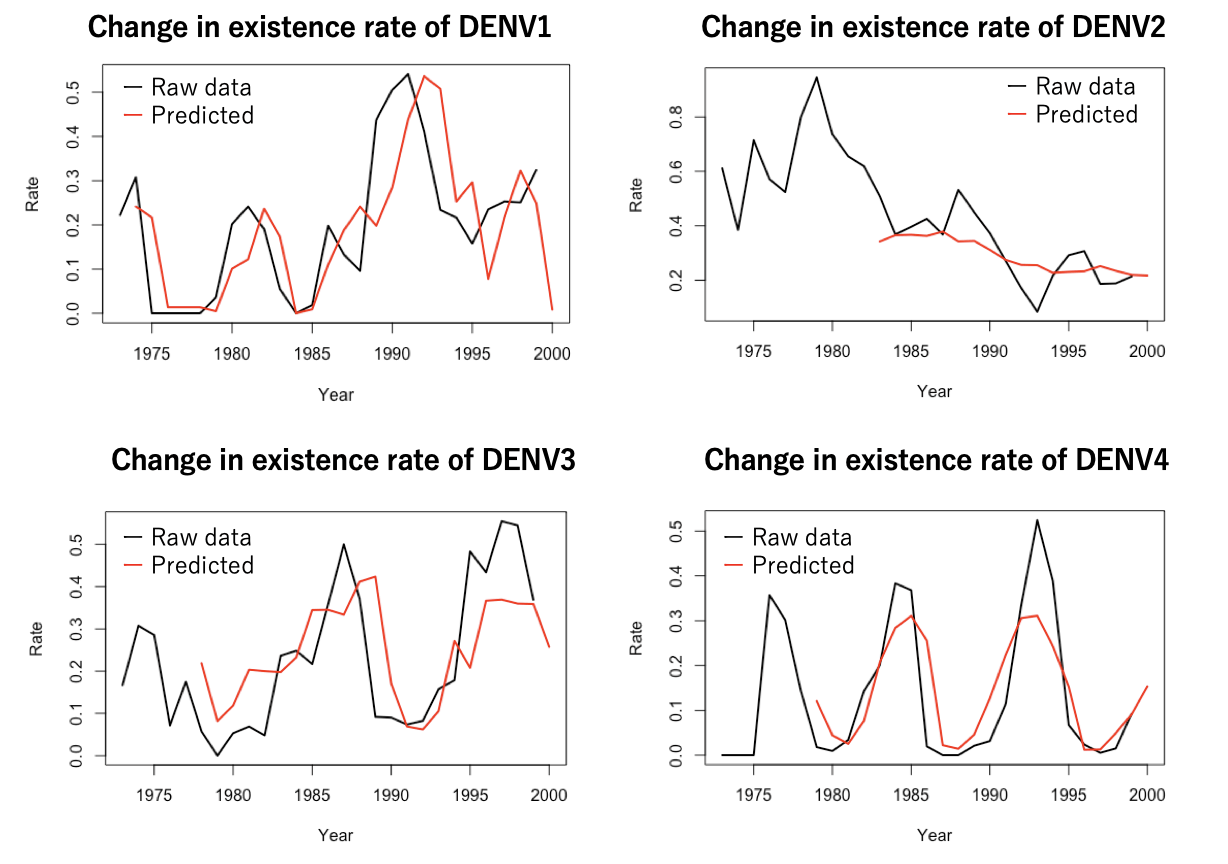 Change in existence rate of DENV1
Raw data
Predicted
Rate
0.0 0.1 0.2 0.3 0.4 0.5
1975 1980 1985 1990 1995 2000
Year
Change in existence rate of DENV2
Raw data
Predicted
Rate
0.2 0.4 0.6 0.8
1975 1980 1985 1990 1995 2000
Year
Change in existence rate of DENV3
Raw data
Predicted
Rate
0.0 0.1 0.2 0.3 0.4 0.5
1975 1980 1985 1990 1995 2000
Year
Change in existence rate of DENV4
Raw data
Predicted
Rate
0.0 0.1 0.2 0.3 0.4 0.5
1975 1980 1985 1990 1995 2000
Year